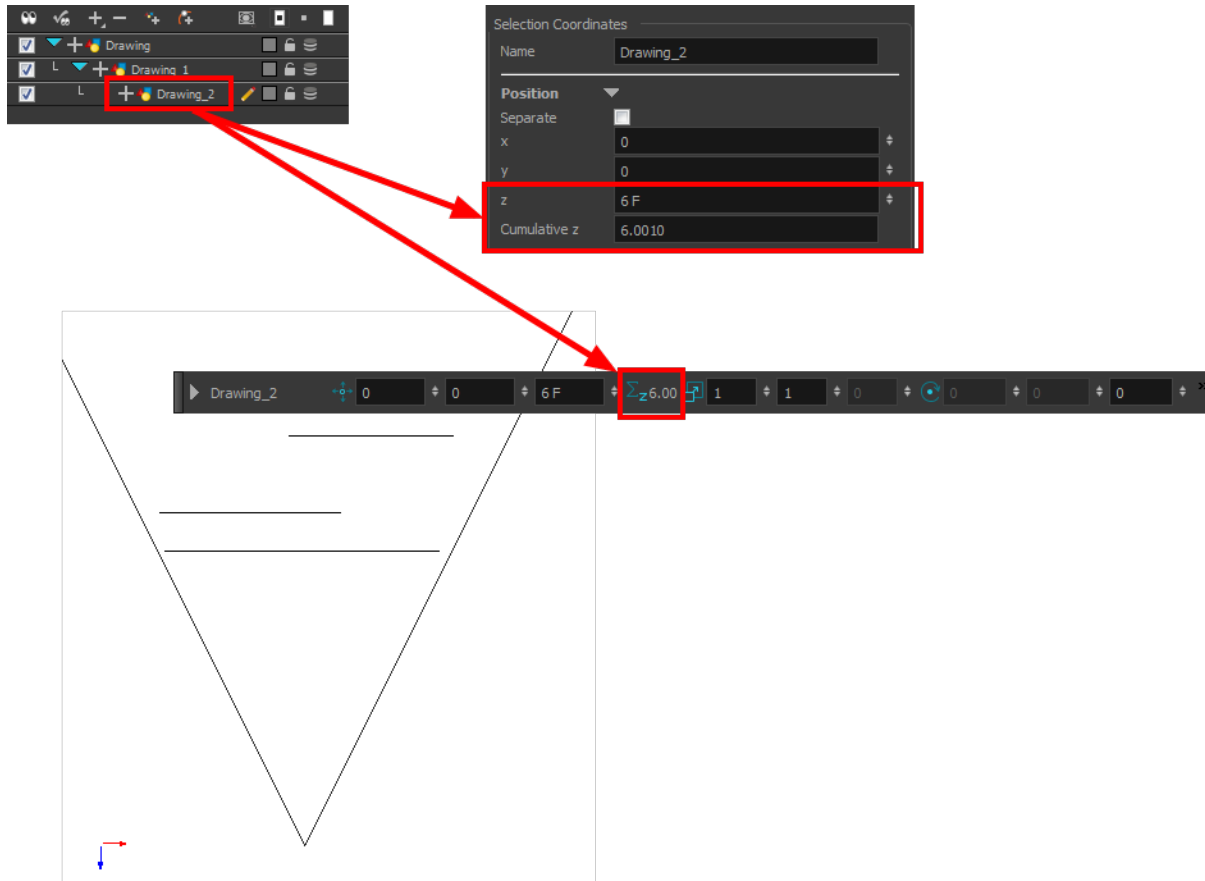 Drawing
Drawing_1
Drawing_2
Selection Coordinates
Name Drawing_2
Position
Separate
x 0
y 0
z 6 F
Cumulative z 6.0010
Drawing_2 0 0 6 F Σz6.00 1 1 0 0 0 0 »